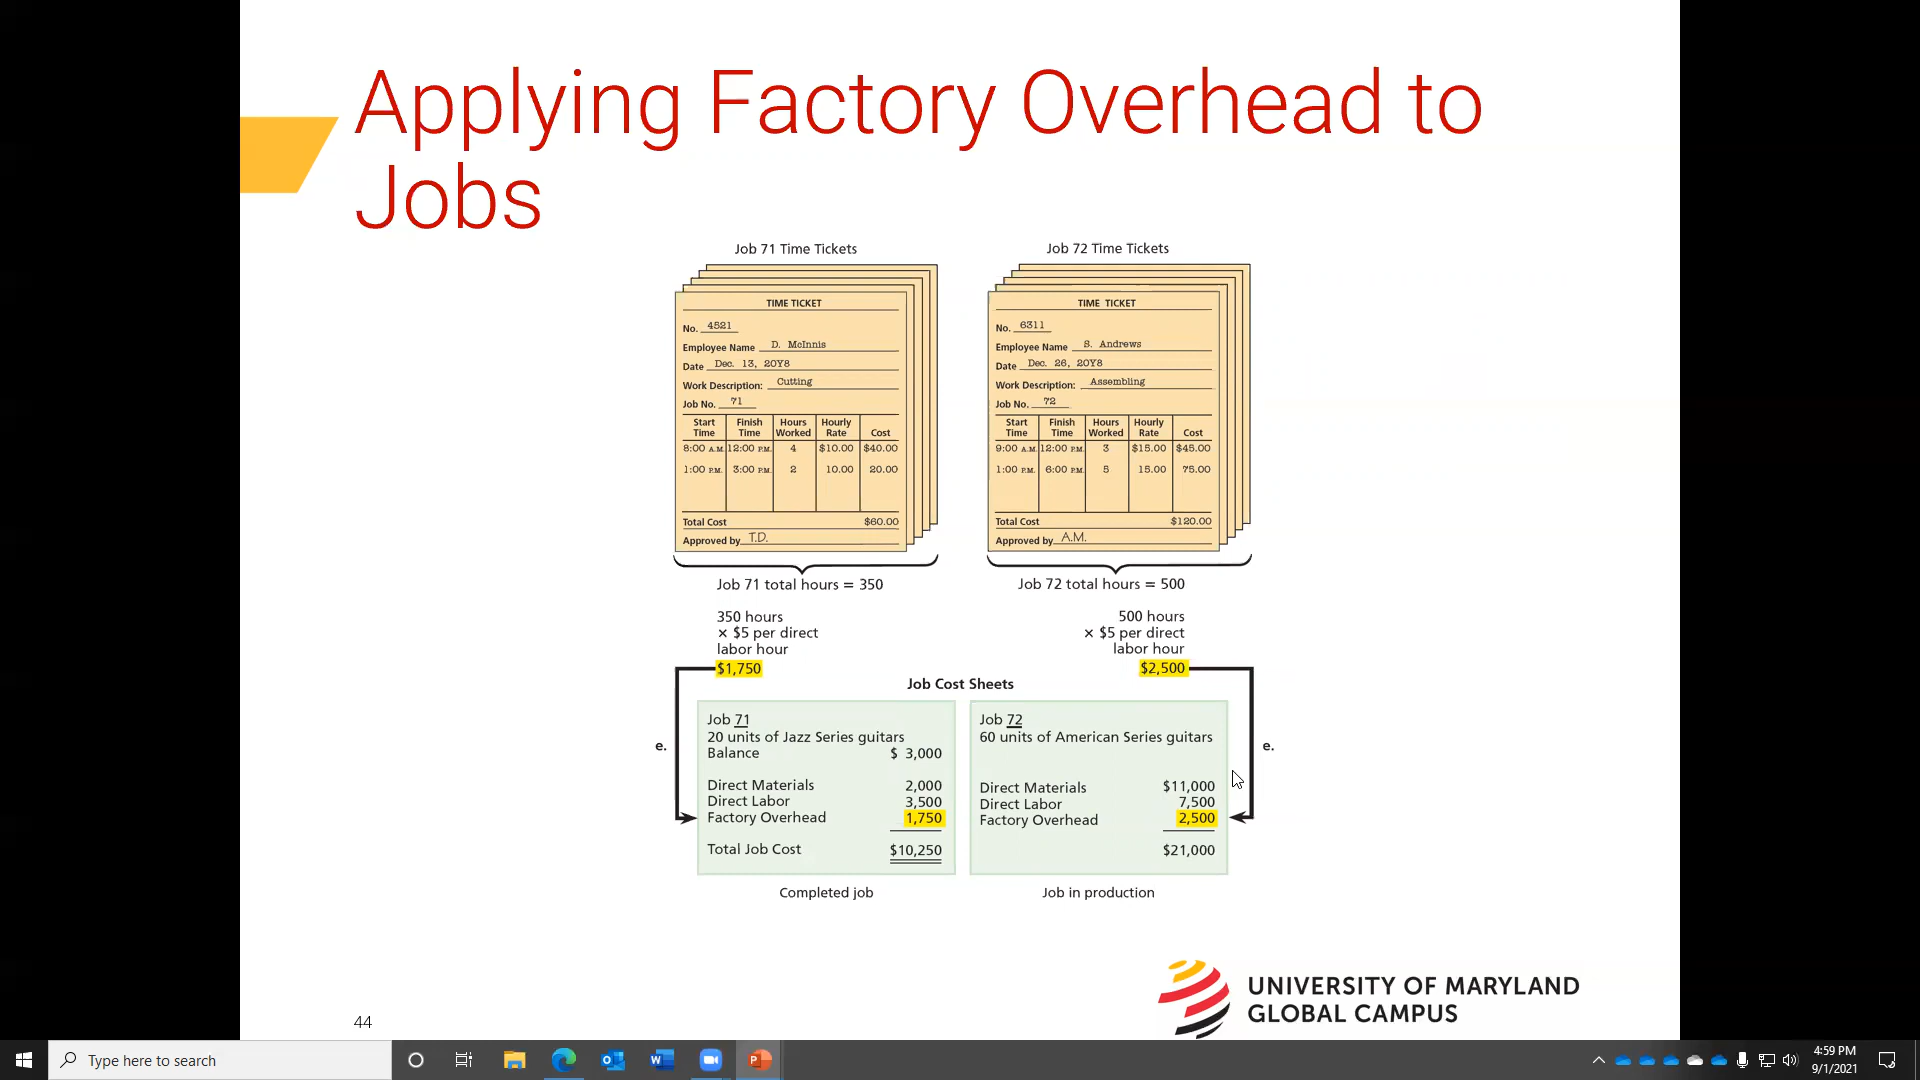 Applying Factory Overhead to
Jobs
Job 71 Time Tickets
TIME TICKET
No. 4521
Employee Name D. McInnis
Date Dec. 13, 20Y8
Work Description: Cutting
Job No. 71
Start Time Finish Time Hours Worked Hourly Rate Cost
8:00 A.M. 12:00 P.M. 4 $10.00 $40.00
1:00 P.M. 3:00 P.M. 2 10.00 20.00
Total Cost $60.00
Approved by T.D.
Job 71 total hours = 350
350 hours
× $5 per direct
labor hour
$1,750
Job 72 Time Tickets
TIME TICKET
No. 6311
Employee Name S. Andrews
Date Dec. 26, 20Y8
Work Description: Assembling
Job No. 72
Start Time Finish Time Hours Worked Hourly Rate Cost
9:00 A.M. 12:00 P.M. 3 $15.00 $45.00
1:00 P.M. 6:00 P.M. 5 15.00 75.00
Total Cost $120.00
Approved by A.M.
Job 72 total hours = 500
500 hours
× $5 per direct
labor hour
$2,500
Job Cost Sheets
e.
Job 71
20 units of Jazz Series guitars
Balance $ 3,000
Direct Materials 2,000
Direct Labor 3,500
Factory Overhead 1,750
Total Job Cost $10,250
Completed job
Job 72
60 units of American Series guitars
Direct Materials $11,000
Direct Labor 7,500
Factory Overhead 2,500
$21,000
Job in production
e.
UNIVERSITY OF MARYLAND
GLOBAL CAMPUS
44
Type here to search
4:59 PM
9/1/2021